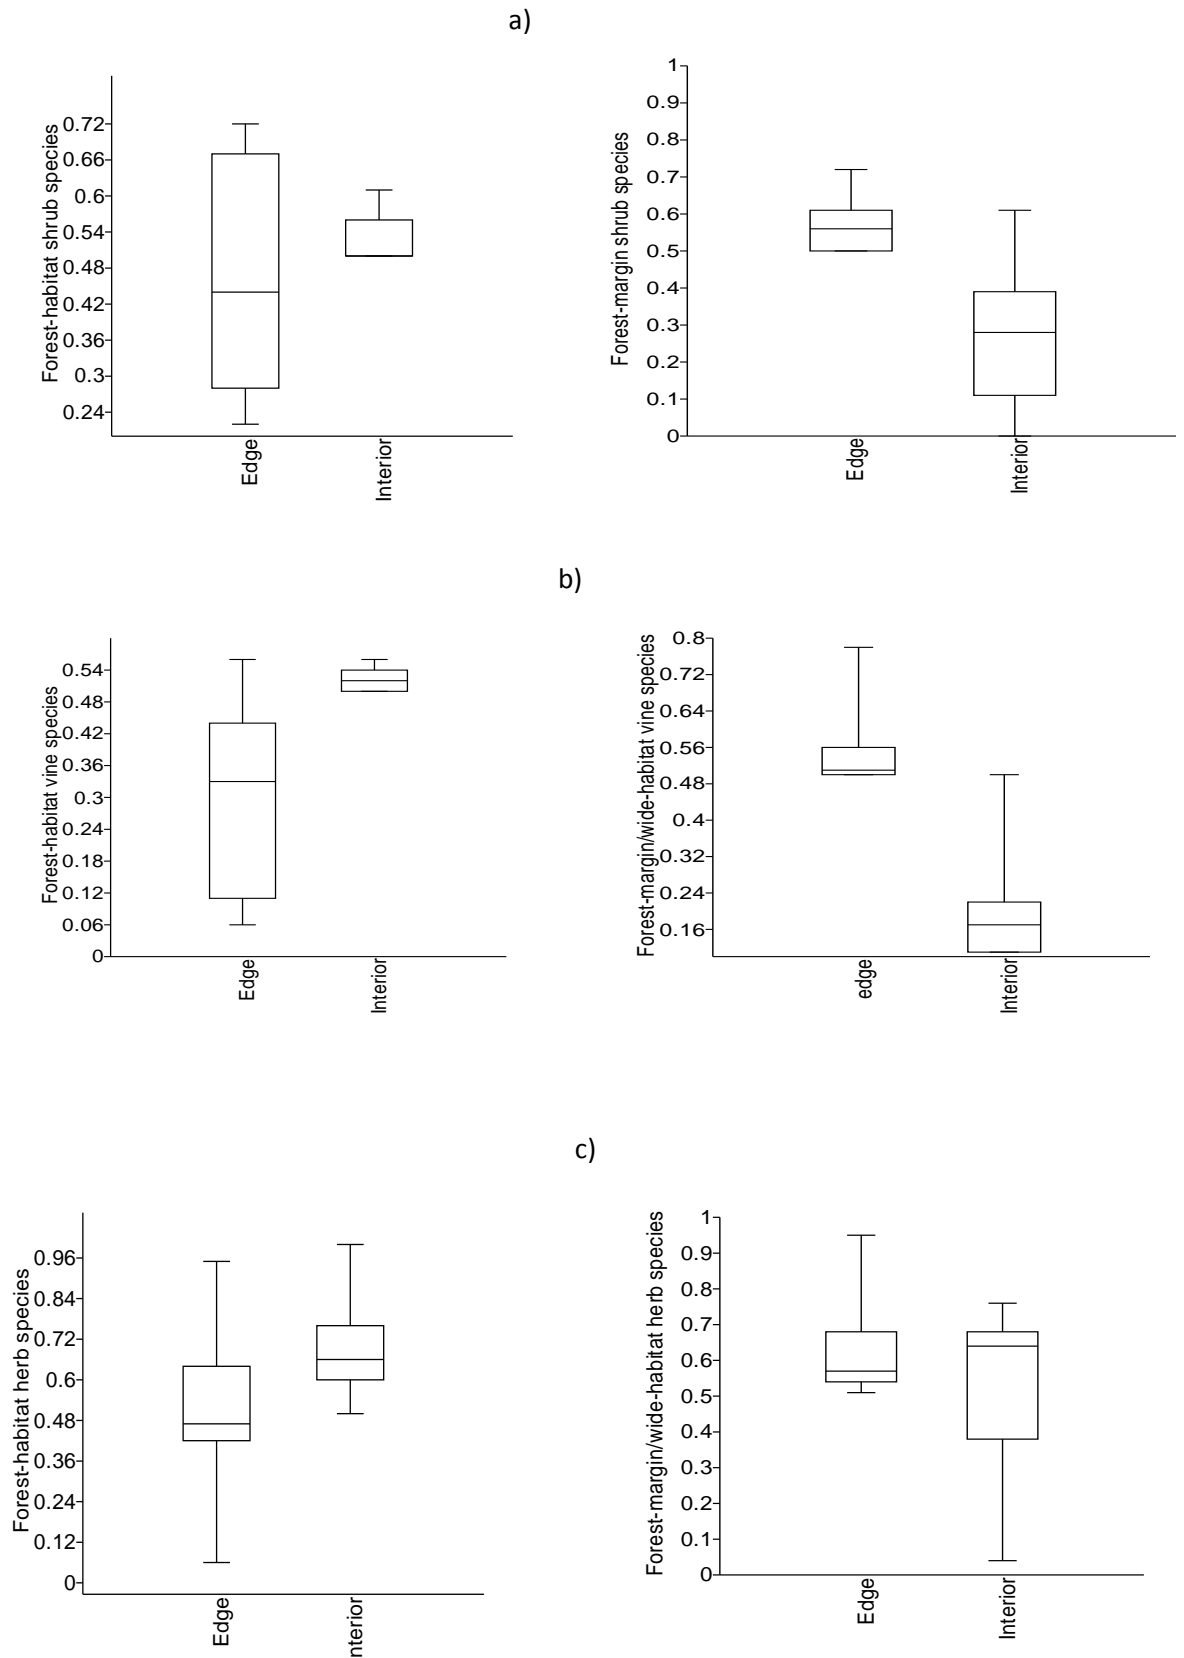 a)
Forest-habitat shrub species
0.72
0.66
0.6
0.54
0.48
0.42
0.36
0.3
0.24
Edge
Interior
Forest-margin shrub species
1
0.9
0.8
0.7
0.6
0.5
0.4
0.3
0.2
0.1
0
Edge
Interior
b)
Forest-habitat vine species
0.54
0.48
0.42
0.36
0.3
0.24
0.18
0.12
0.06
0
Edge
Interior
Forest-margin/wide-habitat vine species
0.8
0.72
0.64
0.56
0.48
0.4
0.32
0.24
0.16
edge
Interior
c)
Forest-habitat herb species
0.96
0.84
0.72
0.6
0.48
0.36
0.24
0.12
0
Edge
nterior
Forest-margin/wide-habitat herb species
1
0.9
0.8
0.7
0.6
0.5
0.4
0.3
0.2
0.1
0
Edge
Interior